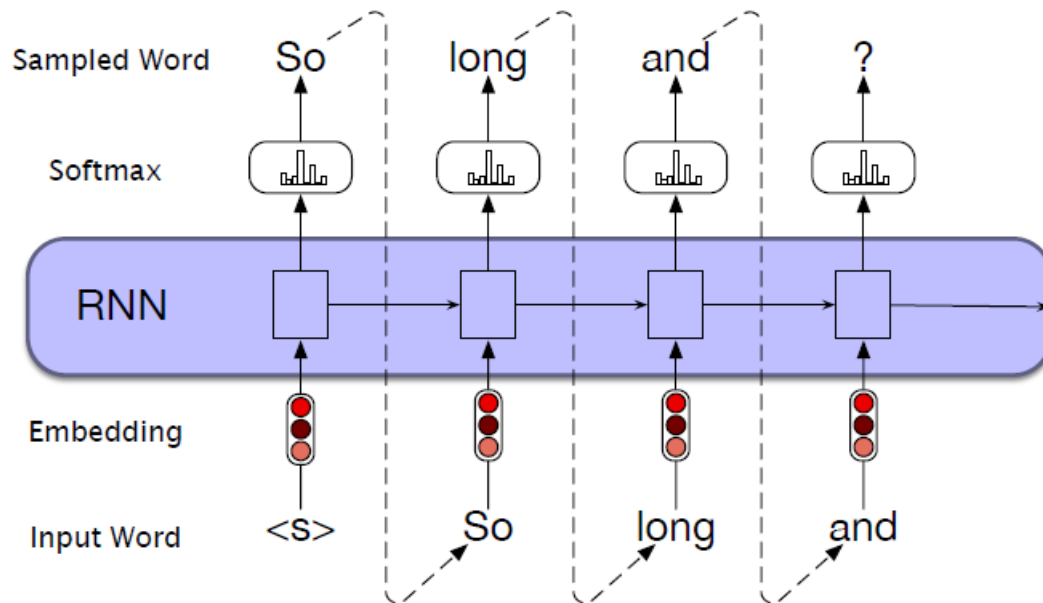 Sampled Word So long and ?
Softmax
RNN
Embedding
Input Word <s> So long and